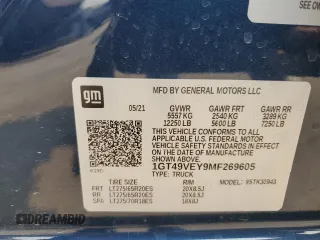 SEE OW
gm
MFD BY GENERAL MOTORS LLC
05/21 GVWR GAWR FRT GAWR RR
5557 KG 2540 KG 3289 KG
12250 LB 5600 LB 7250 LB
THIS VEHICLE CONFORMS TO ALL
APPLICABLE U.S. FEDERAL MOTOR
VEHICLE SAFETY STANDARDS IN EFFECT ON
THE DATE OF MANUFACTURE SHOWN ABOVE.
1GT49VEY9MF269605
TYPE: TRUCK
TIRE SIZE RIM
FRT LT275/65R20ES 20X8.5J
RR LT275/65R20ES 20X8.5J
SPA LT275/70R18ES 18X8J
DREAMBID